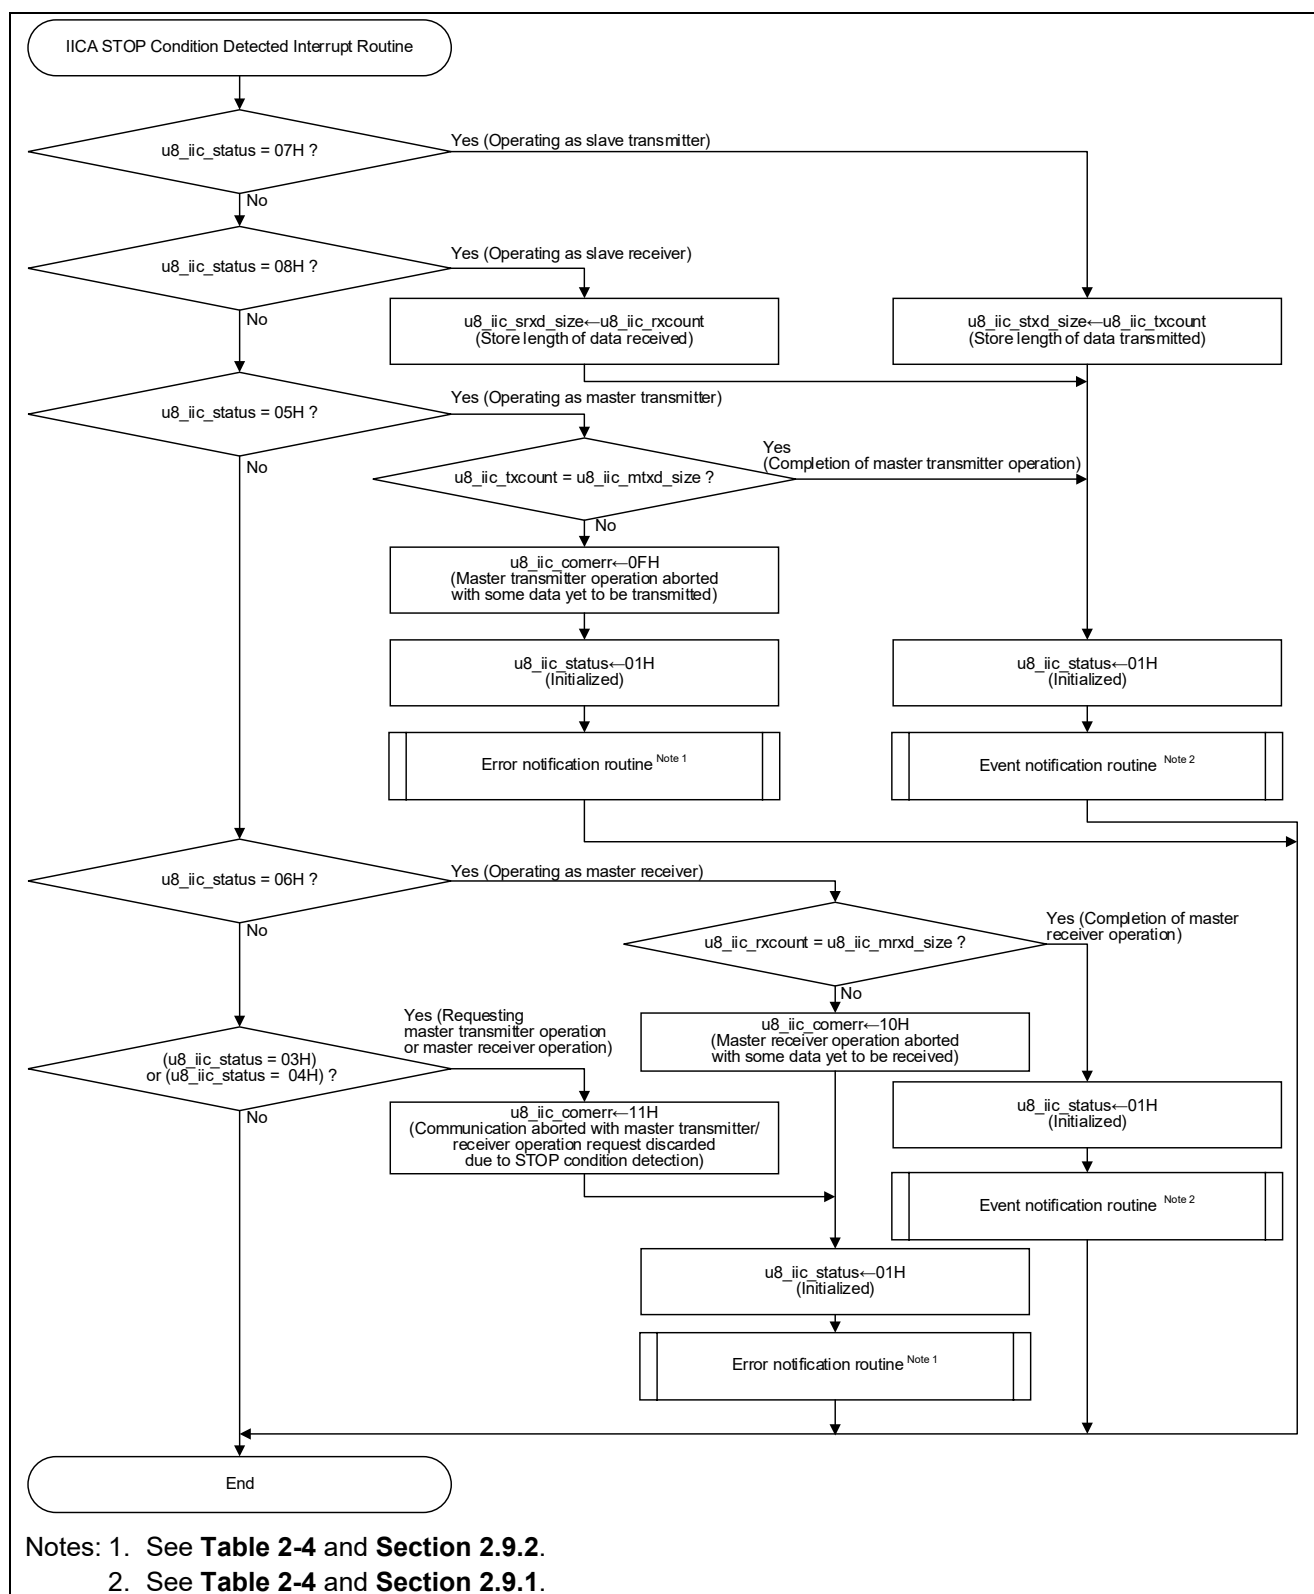 IICA STOP Condition Detected Interrupt Routine
u8_iic_status = 07H ?
Yes (Operating as slave transmitter)
No
u8_iic_status = 08H ?
Yes (Operating as slave receiver)
No
u8_iic_srxd_size←u8_iic_rxcount
(Store length of data received)
u8_iic_stxd_size←u8_iic_txcount
(Store length of data transmitted)
u8_iic_status = 05H ?
Yes (Operating as master transmitter)
No
u8_iic_txcount = u8_iic_mtxd_size ?
Yes
(Completion of master transmitter operation)
No
u8_iic_comerr←0FH
(Master transmitter operation aborted
with some data yet to be transmitted)
u8_iic_status←01H
(Initialized)
u8_iic_status←01H
(Initialized)
Error notification routine Note 1
Event notification routine Note 2
u8_iic_status = 06H ?
Yes (Operating as master receiver)
No
u8_iic_rxcount = u8_iic_mrxd_size ?
Yes (Completion of master
receiver operation)
No
u8_iic_comerr←10H
(Master receiver operation aborted
with some data yet to be received)
(u8_iic_status = 03H)
or (u8_iic_status = 04H) ?
Yes (Requesting
master transmitter operation
or master receiver operation)
No
u8_iic_comerr←11H
(Communication aborted with master transmitter/
receiver operation request discarded
due to STOP condition detection)
u8_iic_status←01H
(Initialized)
Event notification routine Note 2
u8_iic_status←01H
(Initialized)
Error notification routine Note 1
End
Notes: 1. See Table 2-4 and Section 2.9.2.
2. See Table 2-4 and Section 2.9.1.